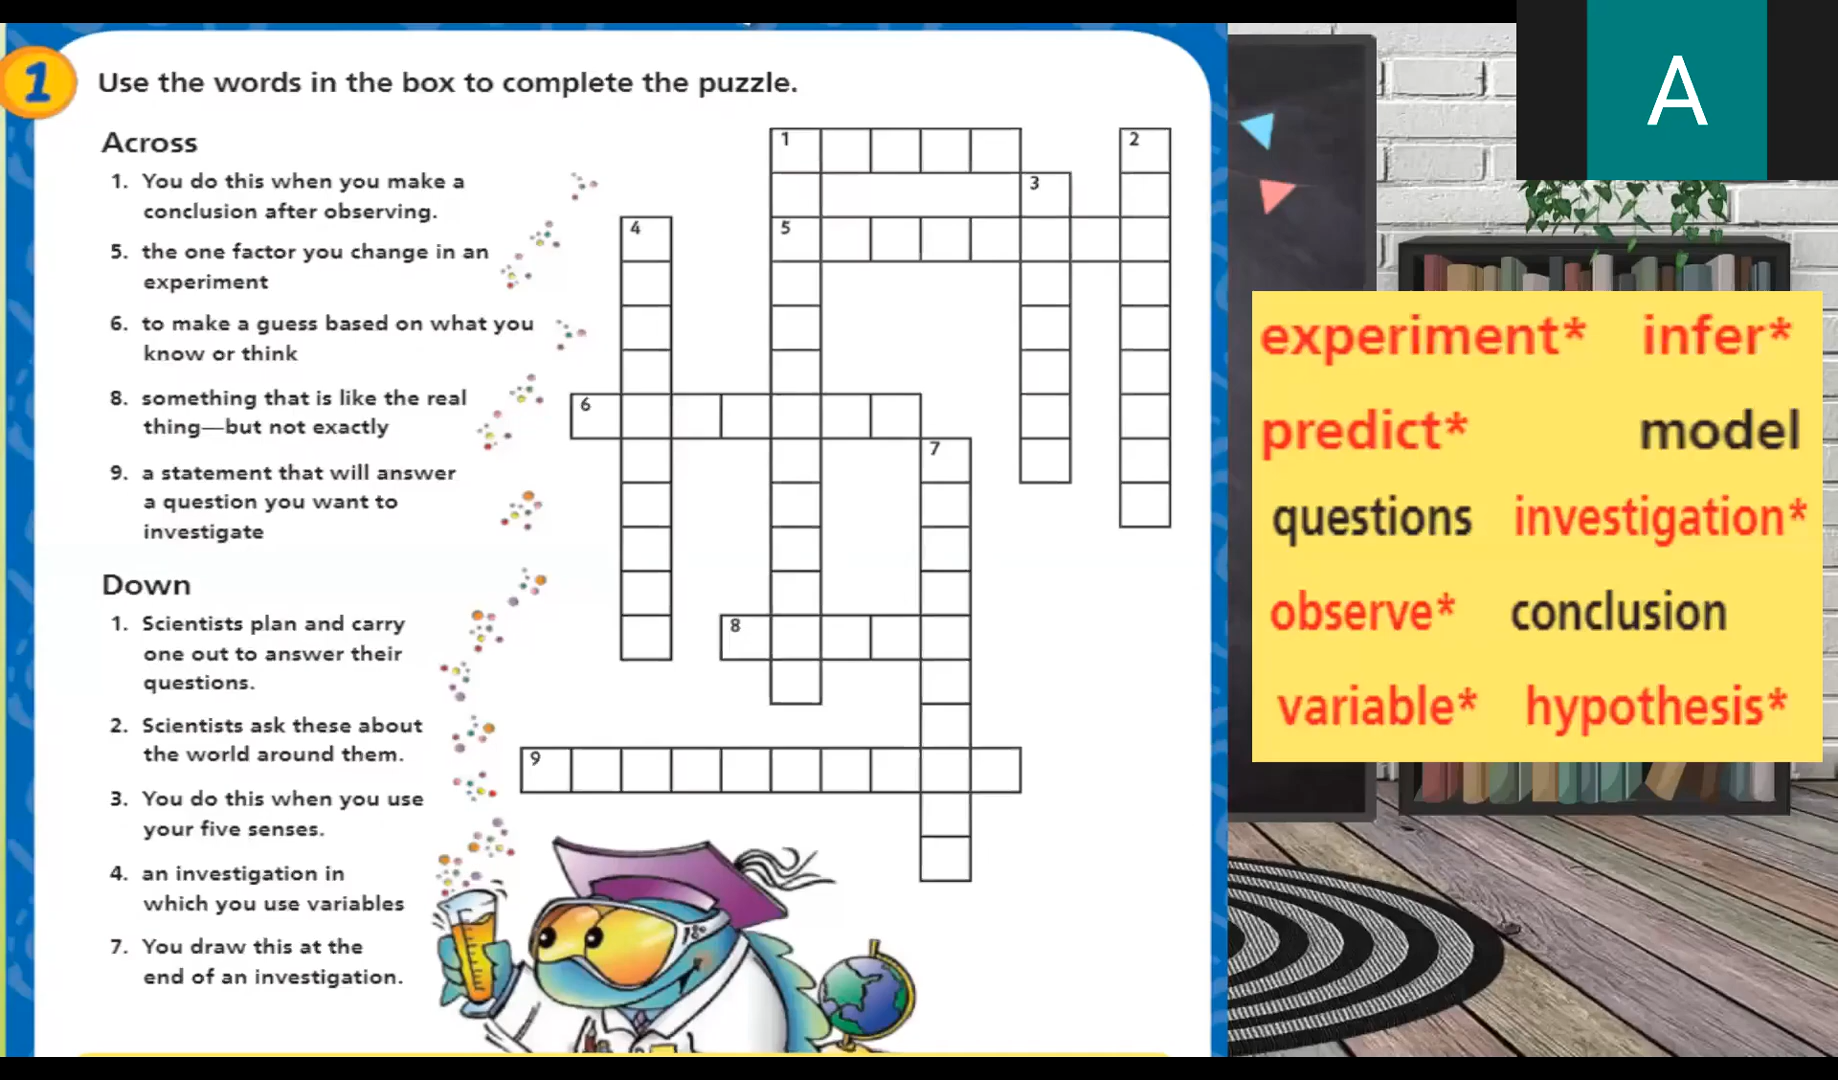 1 Use the words in the box to complete the puzzle.
Across
1. You do this when you make a
conclusion after observing.
5. the one factor you change in an
experiment
6. to make a guess based on what you
know or think
8. something that is like the real
thing—but not exactly
9. a statement that will answer
a question you want to
investigate
Down
1. Scientists plan and carry
one out to answer their
questions.
2. Scientists ask these about
the world around them.
3. You do this when you use
your five senses.
4. an investigation in
which you use variables
7. You draw this at the
end of an investigation.
1 2
3
4 5
6
7
8
9
A
experiment* infer*
predict* model
questions investigation*
observe* conclusion
variable* hypothesis*